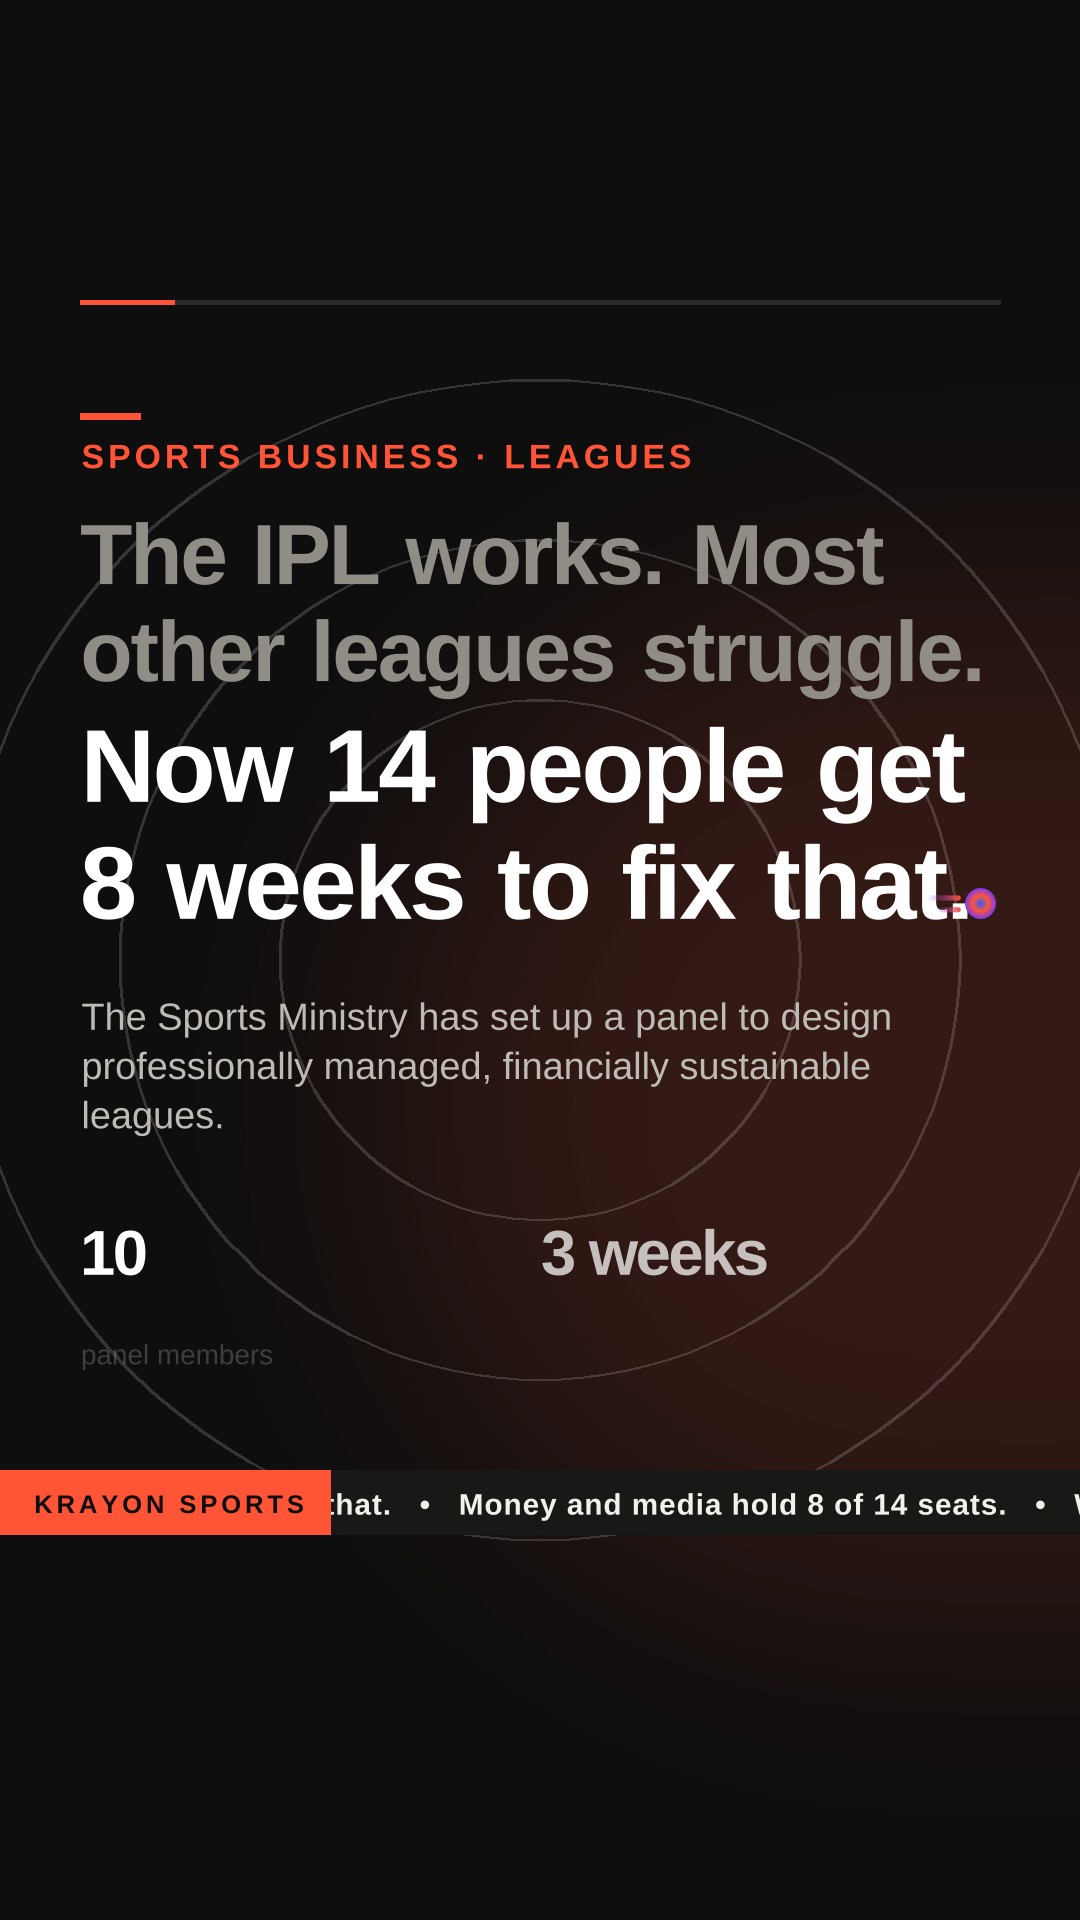 SPORTS BUSINESS · LEAGUES
The IPL works. Most
other leagues struggle.
Now 14 people get
8 weeks to fix that.
The Sports Ministry has set up a panel to design
professionally managed, financially sustainable
leagues.
10
3 weeks
panel members
KRAYON SPORTS
that. • Money and media hold 8 of 14 seats. •